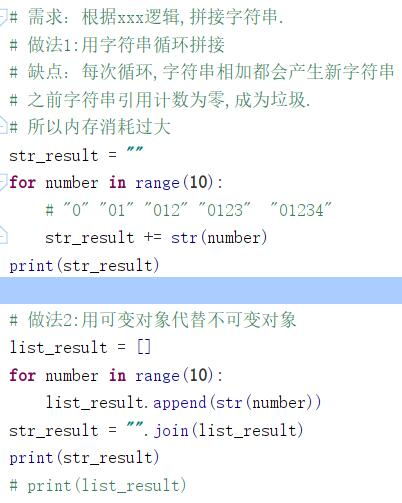 # 需求: 根据xxx逻辑,拼接字符串.
# 做法1:用字符串循环拼接
# 缺点: 每次循环,字符串相加都会产生新字符串
# 之前字符串引用计数为零,成为垃圾.
# 所以内存消耗过大
str_result = ""
for number in range(10):
    # "0" "01" "012" "0123"  "01234"
    str_result += str(number)
print(str_result)
# 做法2:用可变对象代替不可变对象
list_result = []
for number in range(10):
    list_result.append(str(number))
str_result = "".join(list_result)
print(str_result)
# print(list_result)